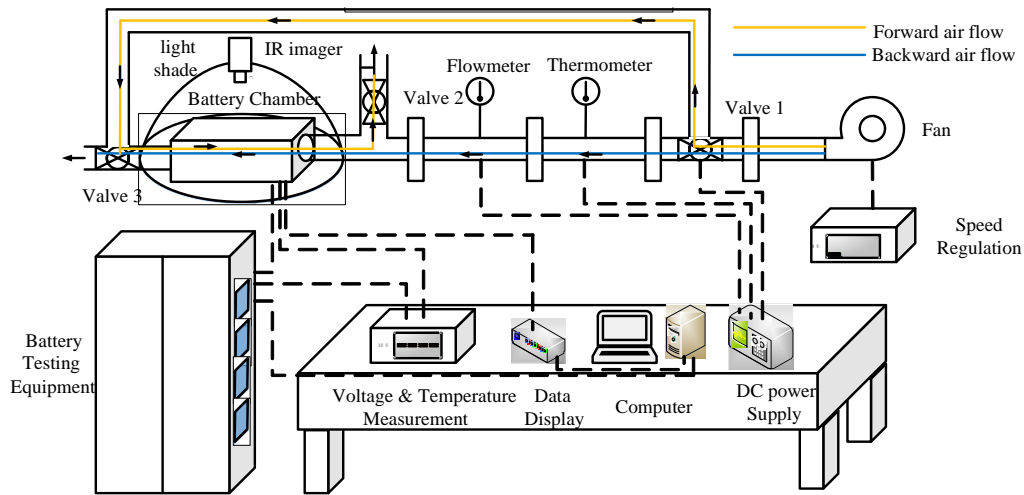 Forward air flow
Backward air flow
light
shade
IR imager
Flowmeter
Thermometer
Battery Chamber
Valve 2
Valve 1
Fan
Valve 3
Speed
Regulation
Battery
Testing
Equipment
Voltage & Temperature
Measurement
Data
Display
Computer
DC power
Supply